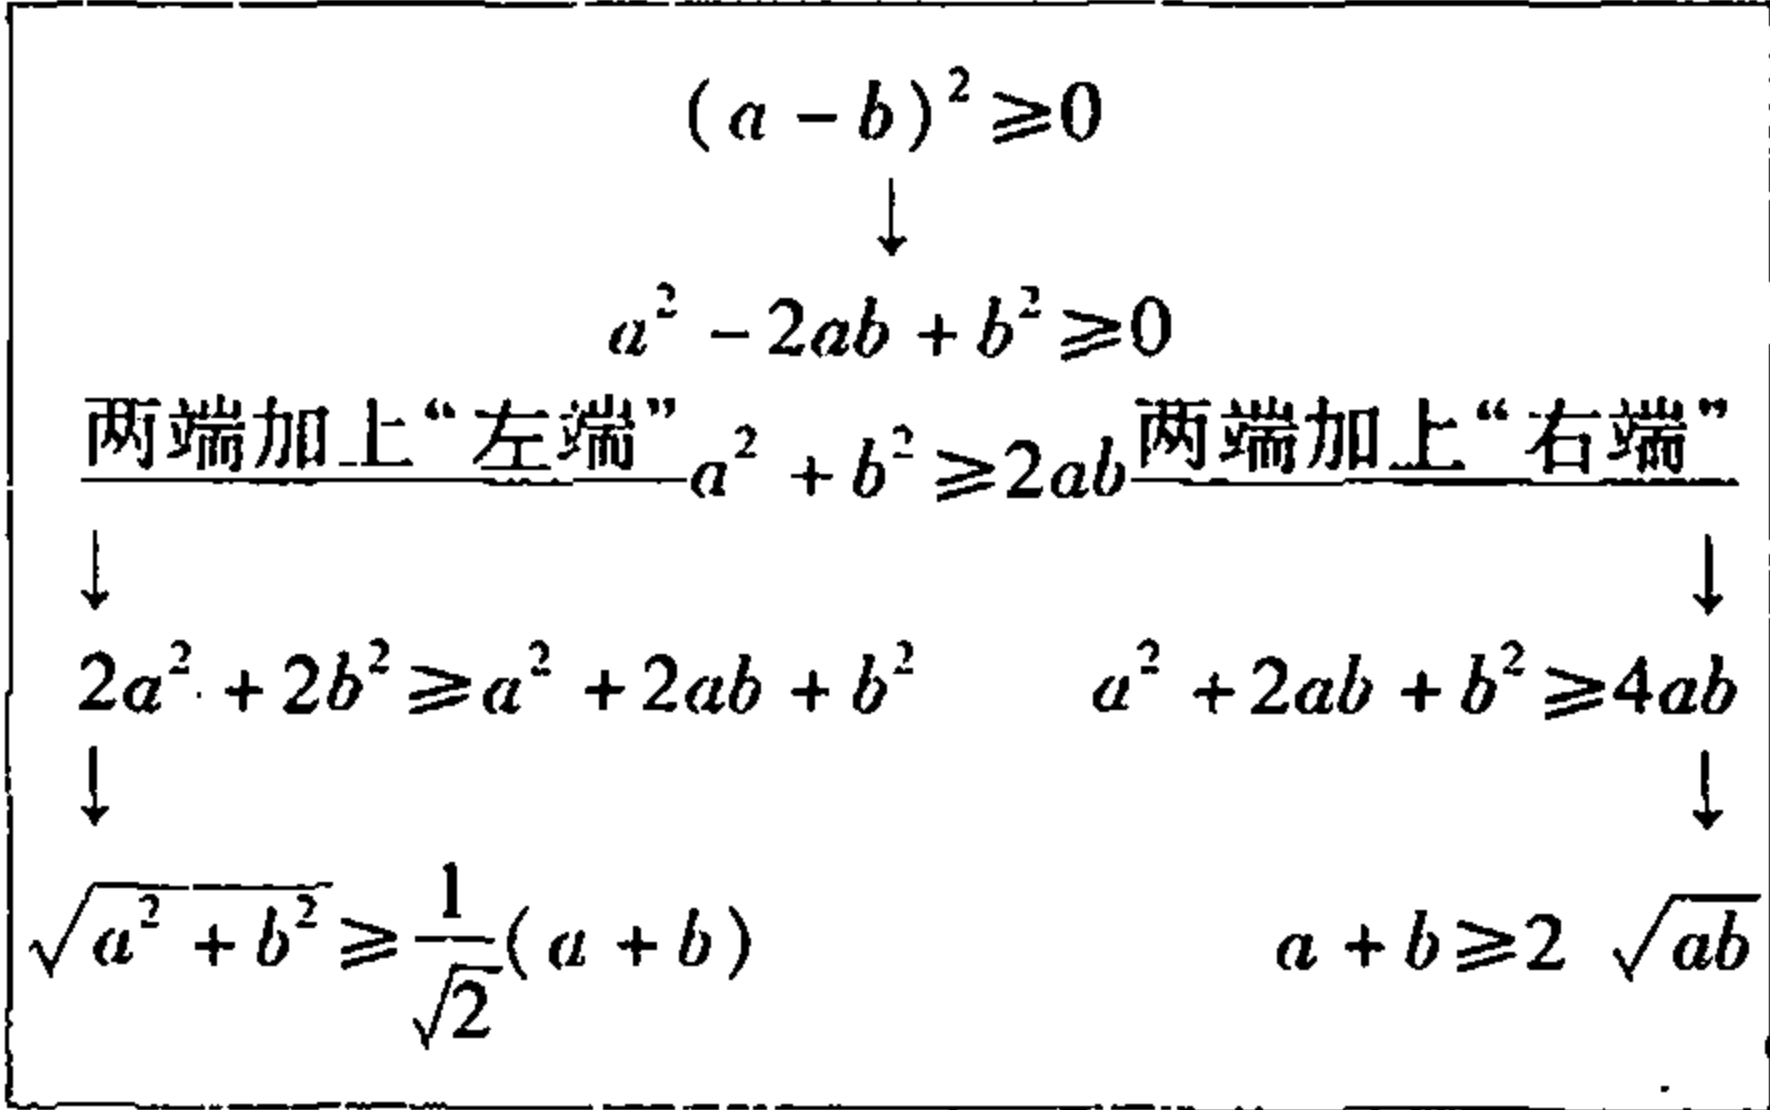 (a − b)² ⩾ 0
↓
a² − 2ab + b² ⩾ 0
两端加上“左端” a² + b² ⩾ 2ab 两端加上“右端”
↓ ↓
2a² + 2b² ⩾ a² + 2ab + b² a² + 2ab + b² ⩾ 4ab
↓ ↓
√(a² + b²) ⩾ 1/√2 (a + b) a + b ⩾ 2 √(ab)